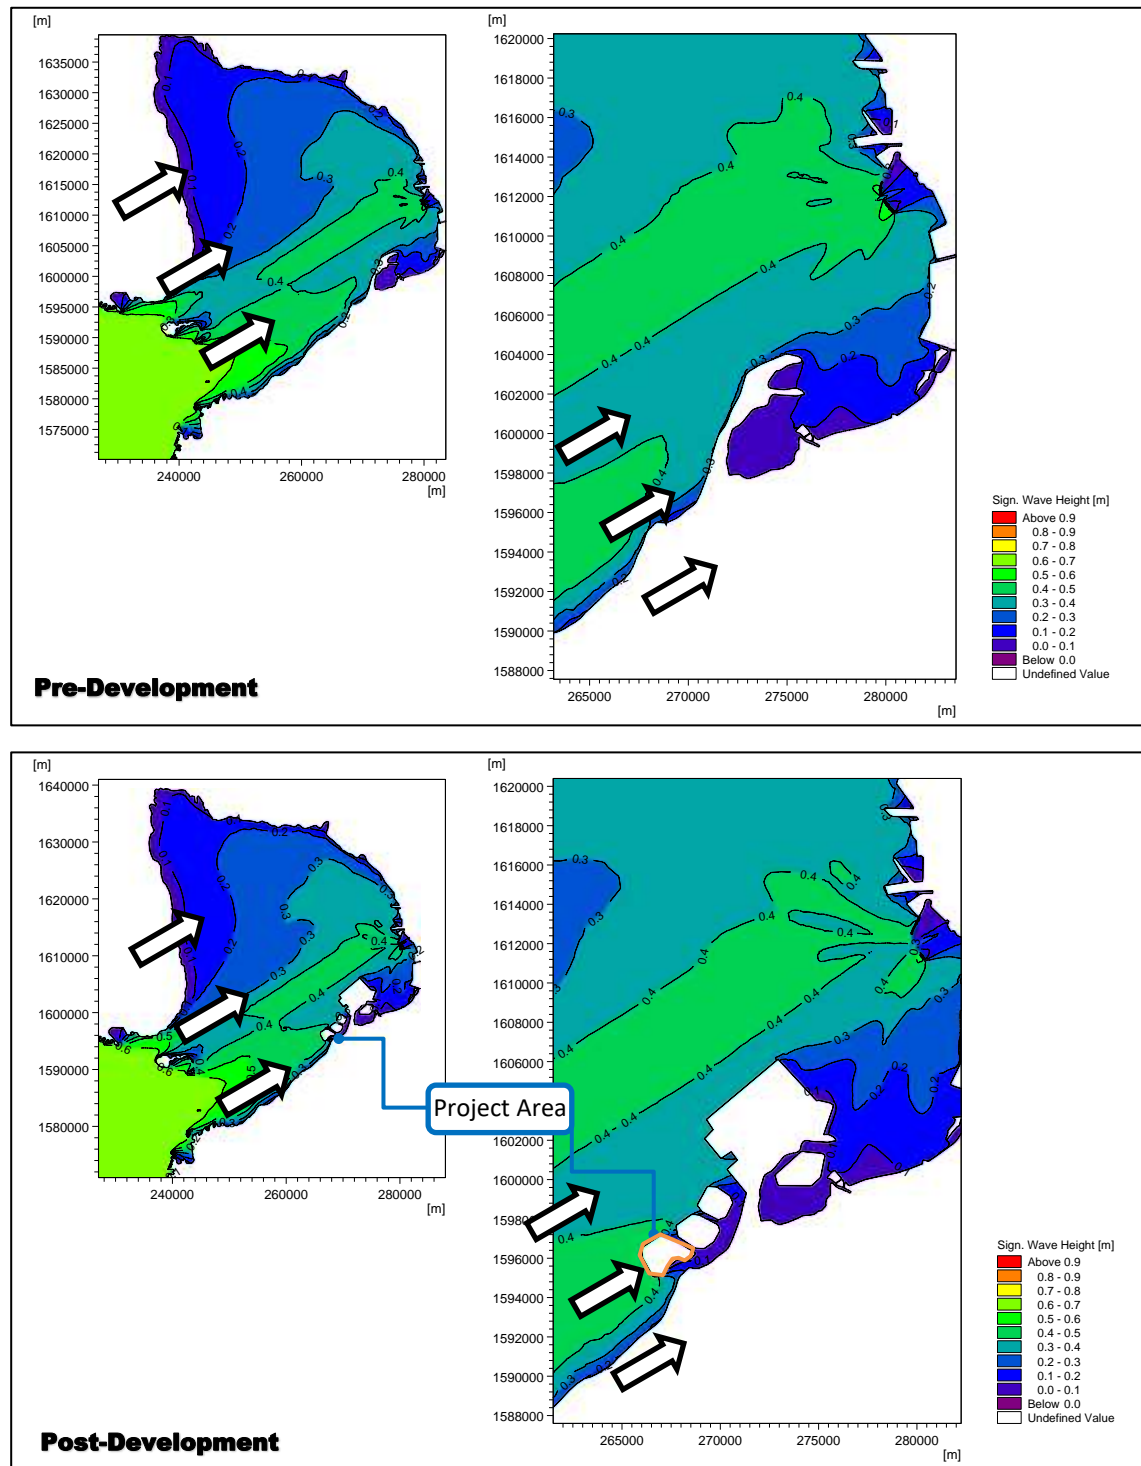 [m]
1635000
1630000
1625000
1620000
1615000
1610000
1605000
1600000
1595000
1590000
1585000
1580000
1575000
240000 260000 280000
[m]
[m]
1620000
1618000
1616000
1614000
1612000
1610000
1608000
1606000
1604000
1602000
1600000
1598000
1596000
1594000
1592000
1590000
1588000
265000 270000 275000 280000
[m]
Sign. Wave Height [m]
Above 0.9
0.8 - 0.9
0.7 - 0.8
0.6 - 0.7
0.5 - 0.6
0.4 - 0.5
0.3 - 0.4
0.2 - 0.3
0.1 - 0.2
0.0 - 0.1
Below 0.0
Undefined Value
Pre-Development
[m]
1640000
1630000
1620000
1610000
1600000
1590000
1580000
240000 260000 280000
[m]
Project Area
[m]
1620000
1618000
1616000
1614000
1612000
1610000
1608000
1606000
1604000
1602000
1600000
1598000
1596000
1594000
1592000
1590000
1588000
265000 270000 275000 280000
[m]
Sign. Wave Height [m]
Above 0.9
0.8 - 0.9
0.7 - 0.8
0.6 - 0.7
0.5 - 0.6
0.4 - 0.5
0.3 - 0.4
0.2 - 0.3
0.1 - 0.2
0.0 - 0.1
Below 0.0
Undefined Value
Post-Development